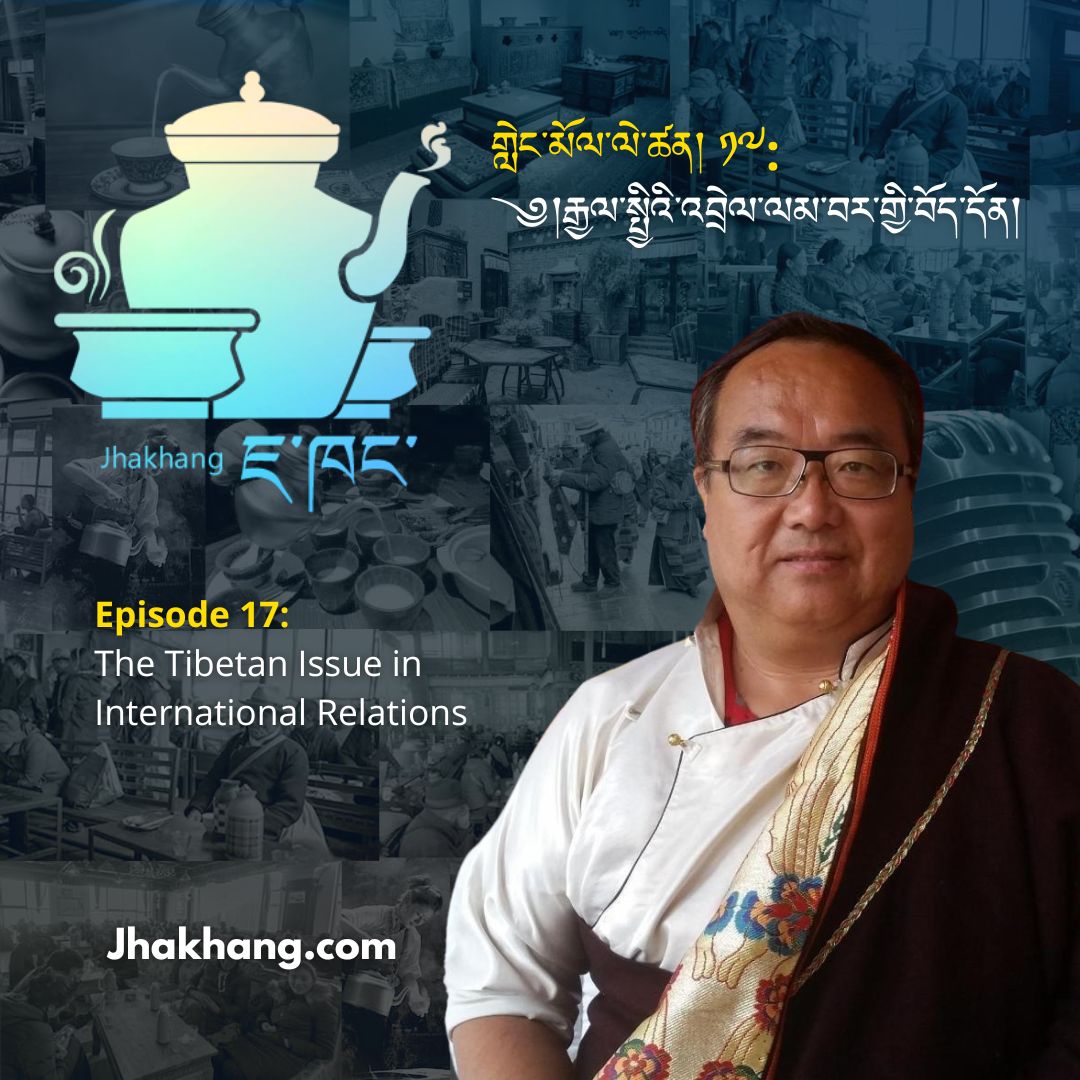 གླེང་མོལ་ལེ་ཚན། ༡༧:
༄།རྒྱལ་སྤྱིའི་འབྲེལ་ལམ་བར་གྱི་བོད་དོན།
Jhakhang ཇ་ཁང་
Episode 17:
The Tibetan Issue in
International Relations
Jhakhang.com